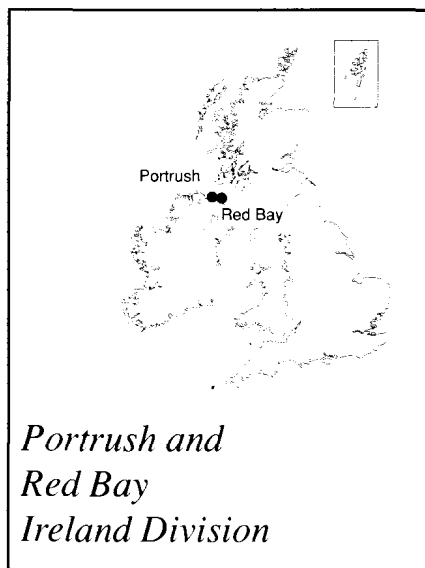 Portrush
Red Bay
Portrush and
Red Bay
Ireland Division